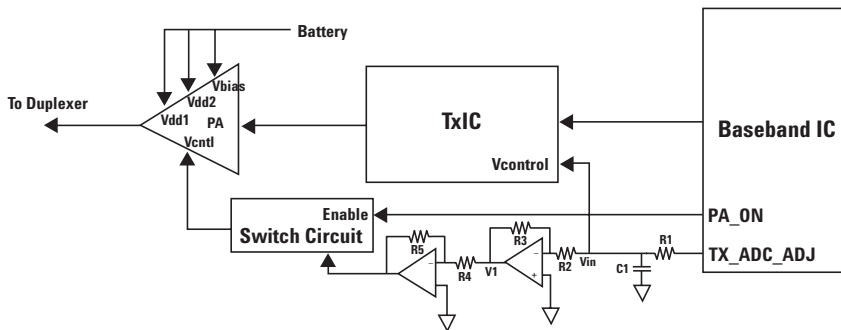 Battery
Vbias
Vdd2
Vdd1
PA
Vcntl
To Duplexer
TxIC
Vcontrol
Baseband IC
PA_ON
TX_ADC_ADJ
Enable
Switch Circuit
R5
R4
V1
R3
R2
Vin
C1
R1
-
-
+